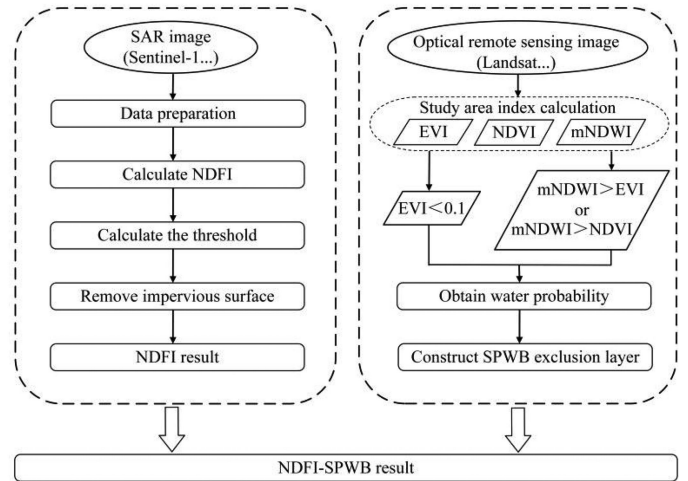 SAR image
(Sentinel-1...)
Data preparation
Calculate NDFI
Calculate the threshold
Remove impervious surface
NDFI result
Optical remote sensing image
(Landsat...)
Study area index calculation
EVI
NDVI
mNDWI
EVI＜0.1
mNDWI＞EVI
or
mNDWI＞NDVI
Obtain water probability
Construct SPWB exclusion layer
NDFI-SPWB result